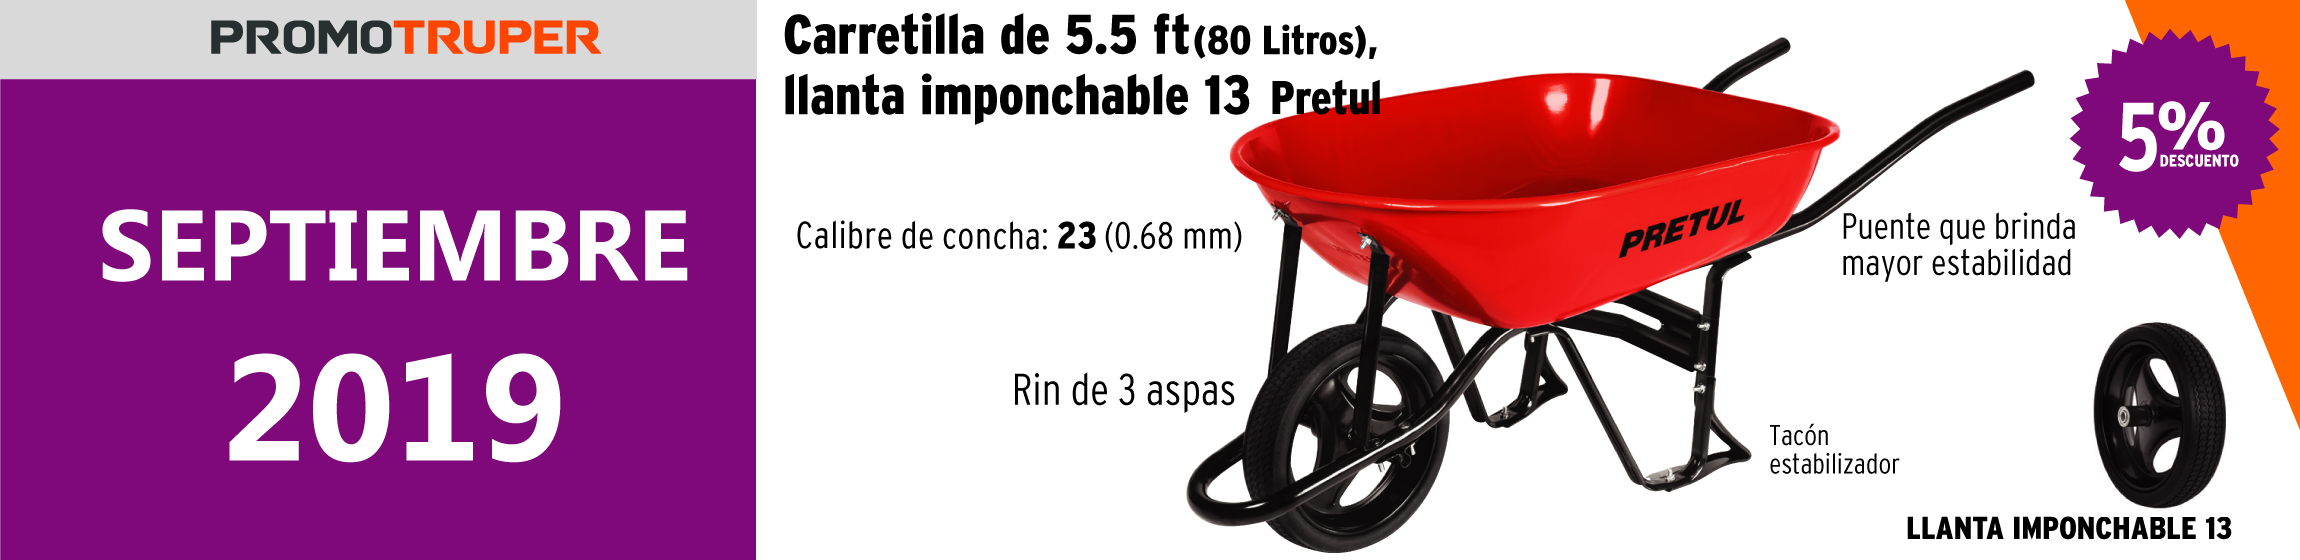 PROMOTRUPER
SEPTIEMBRE
2019
Carretilla de 5.5 ft(80 Litros),
llanta imponchable 13 Pretul
5%
DESCUENTO
Calibre de concha: 23 (0.68 mm)
PRETUL
Puente que brinda
mayor estabilidad
Rin de 3 aspas
Tacón
estabilizador
LLANTA IMPONCHABLE 13